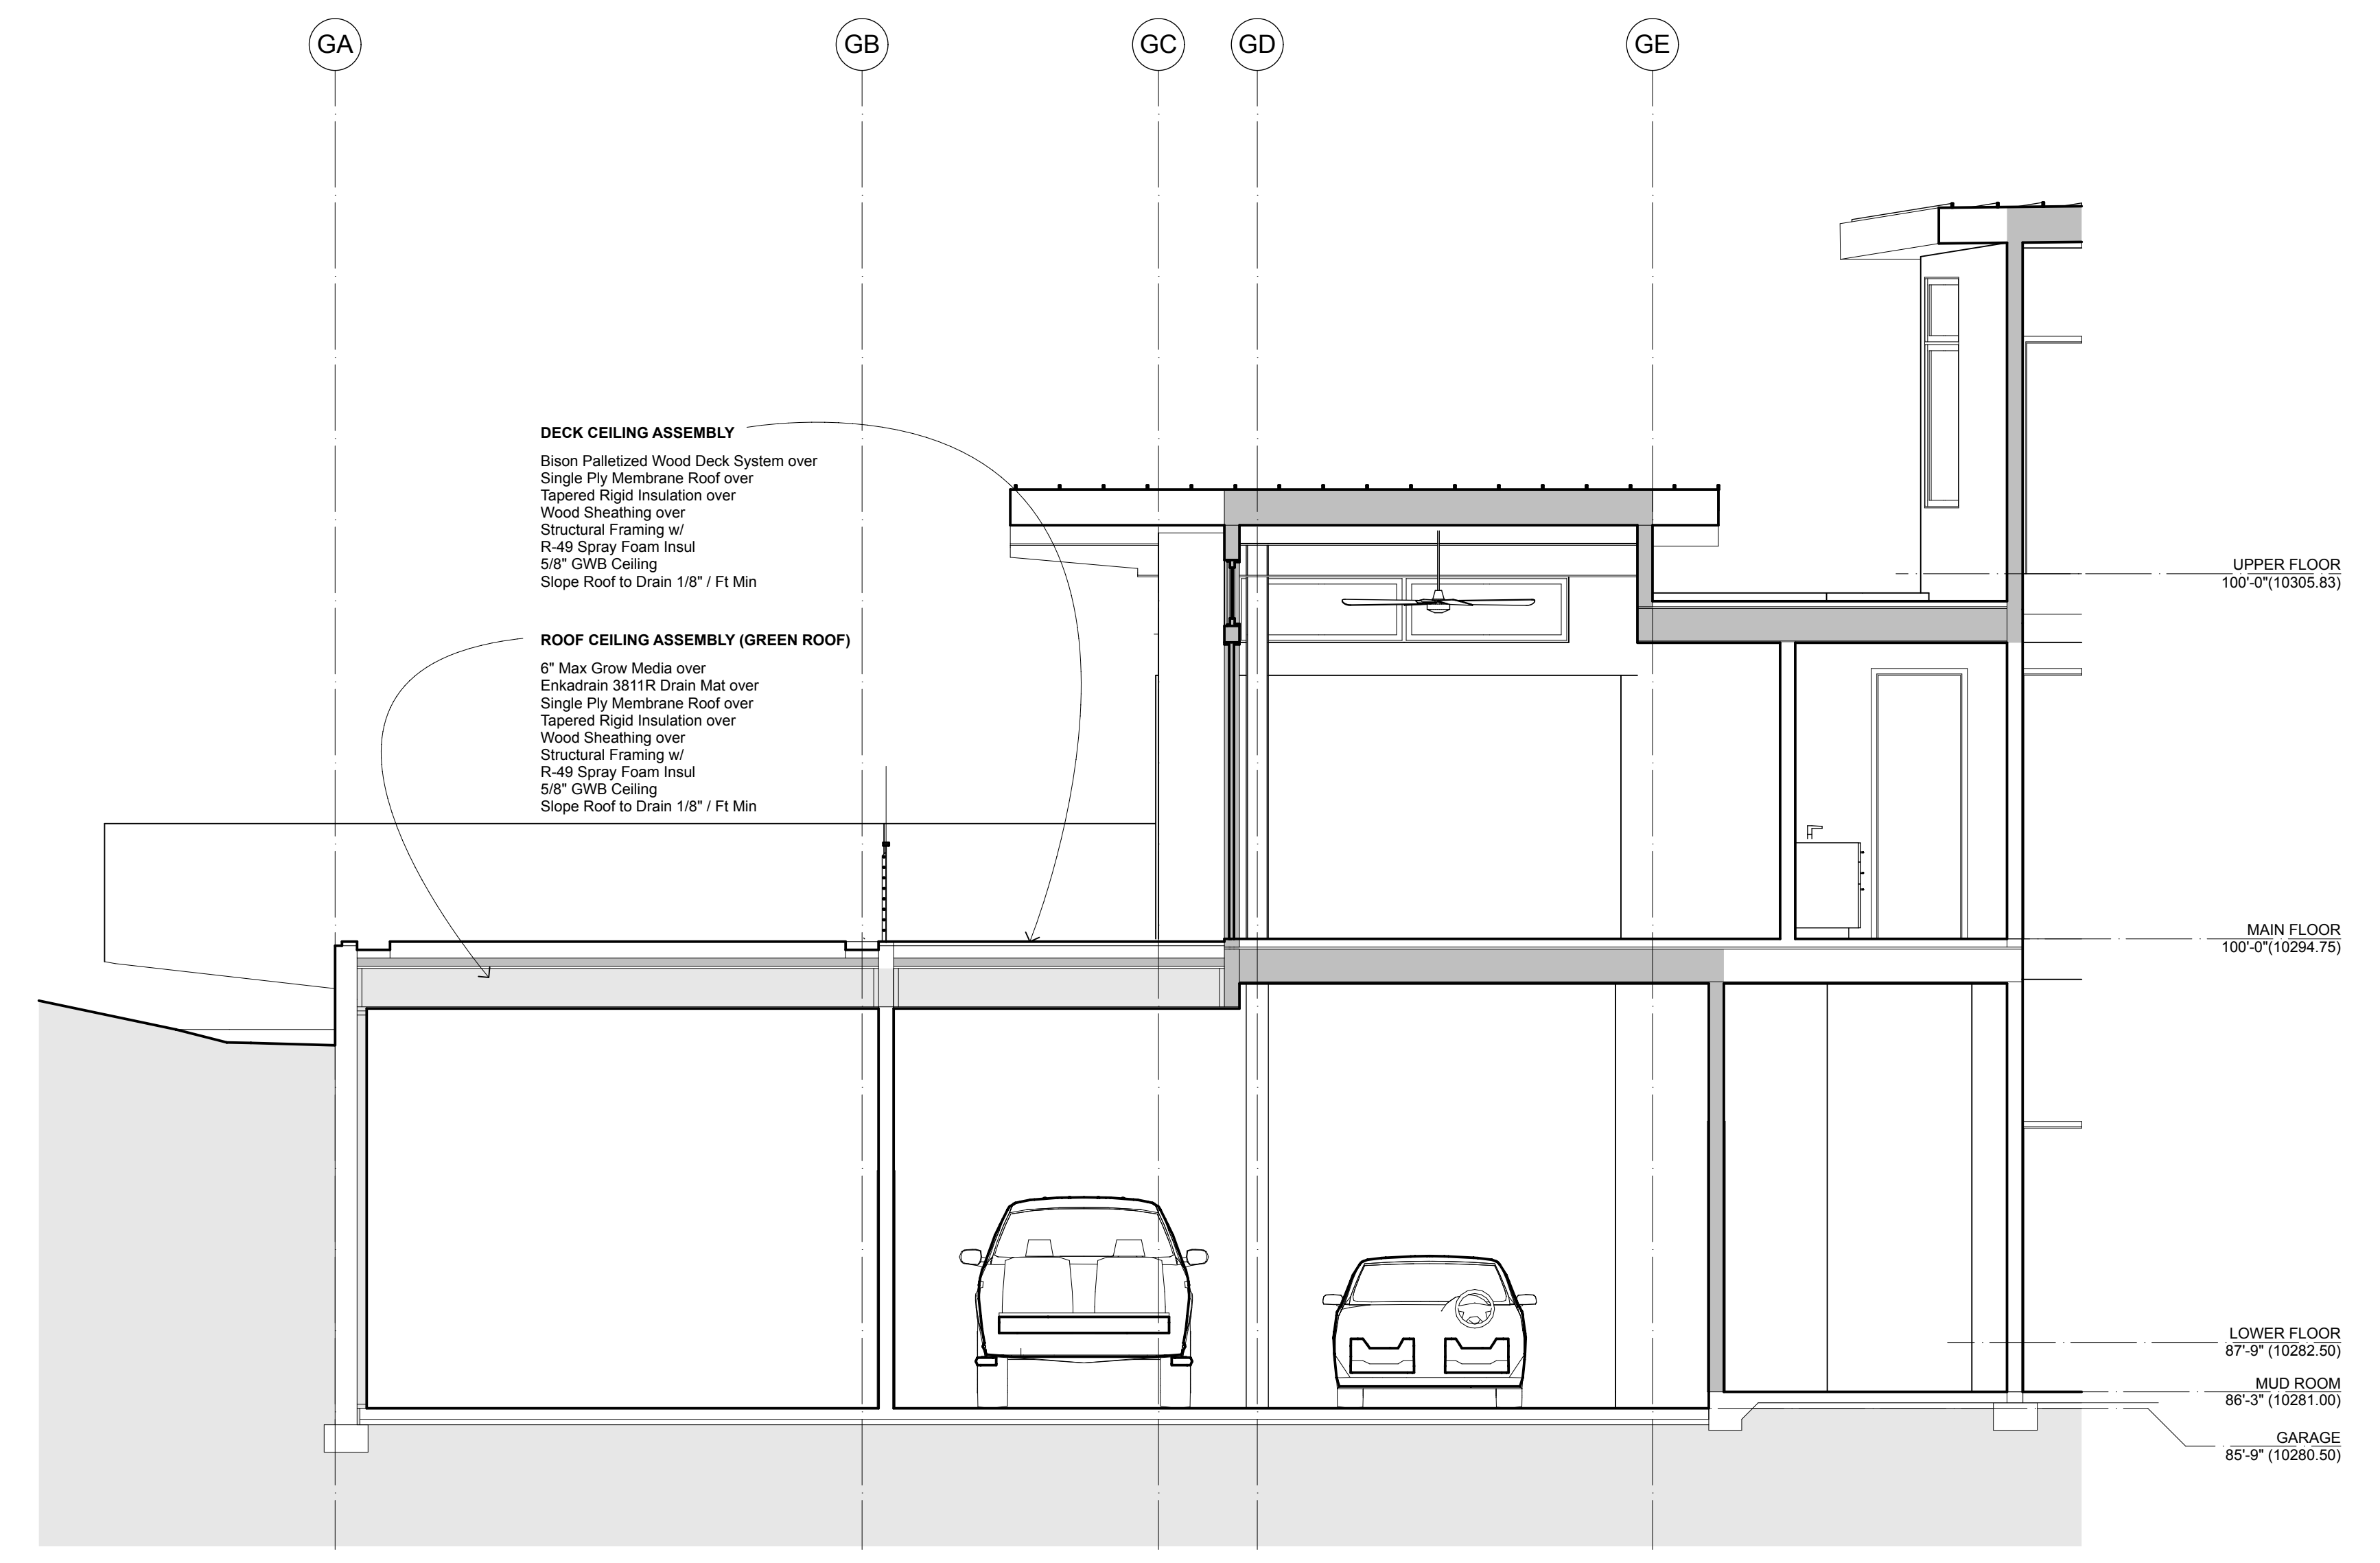 GA
GB
GC
GD
GE
DECK CEILING ASSEMBLY
Bison Palletized Wood Deck System over
Single Ply Membrane Roof over
Tapered Rigid Insulation over
Wood Sheathing over
Structural Framing w/
R-49 Spray Foam Insul
5/8" GWB Ceiling
Slope Roof to Drain 1/8" / Ft Min
ROOF CEILING ASSEMBLY (GREEN ROOF)
6" Max Grow Media over
Enkadrain 3811R Drain Mat over
Single Ply Membrane Roof over
Tapered Rigid Insulation over
Wood Sheathing over
Structural Framing w/
R-49 Spray Foam Insul
5/8" GWB Ceiling
Slope Roof to Drain 1/8" / Ft Min
UPPER FLOOR
100'-0"(10305.83)
MAIN FLOOR
100'-0"(10294.75)
LOWER FLOOR
87'-9" (10282.50)
MUD ROOM
86'-3" (10281.00)
GARAGE
85'-9" (10280.50)